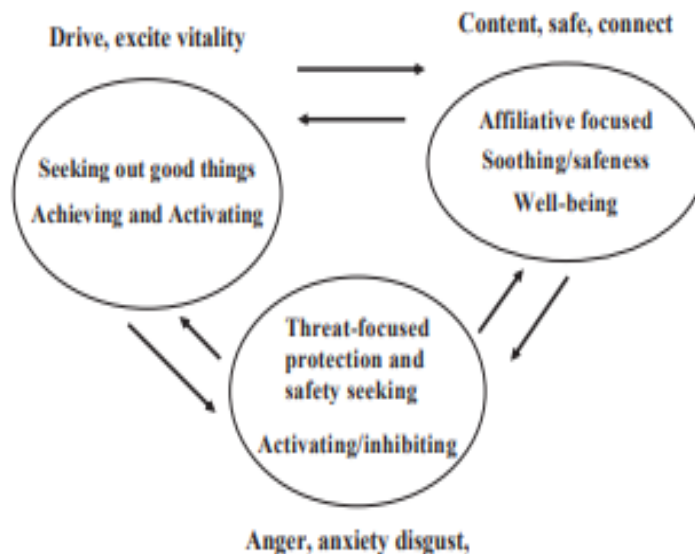 Drive, excite vitality
Content, safe, connect
Seeking out good things
Achieving and Activating
Affiliative focused
Soothing/safeness
Well-being
Threat-focused
protection and
safety seeking
Activating/inhibiting
Anger, anxiety disgust,